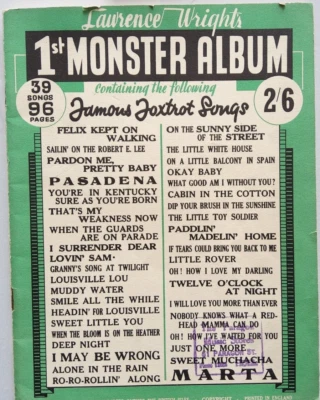 Lawrence Wright's
1st MONSTER ALBUM
39
SONGS
96
PAGES
containing the following
Famous Foxtrot Songs
2/6
FELIX KEPT ON
WALKING
SAILIN' ON THE ROBERT E. LEE
PARDON ME,
PRETTY BABY
PASADENA
YOU'RE IN KENTUCKY
SURE AS YOU'RE BORN
THAT'S MY
WEAKNESS NOW
WHEN THE GUARDS
ARE ON PARADE
I SURRENDER DEAR
LOVIN' SAM
GRANNY'S SONG AT TWILIGHT
LOUISVILLE LOU
MUDDY WATER
SMILE ALL THE WHILE
HEADIN' FOR LOUISVILLE
SWEET LITTLE YOU
WHEN THE BLOOM IS ON THE HEATHER
DEEP NIGHT
I MAY BE WRONG
ALONE IN THE RAIN
RO-RO-ROLLIN' ALONG
ON THE SUNNY SIDE
OF THE STREET
THE LITTLE WHITE HOUSE
ON A LITTLE BALCONY IN SPAIN
OKAY BABY
WHAT GOOD AM I WITHOUT YOU?
CABIN IN THE COTTON
DIP YOUR BRUSH IN THE SUNSHINE
THE LITTLE TOY SOLDIER
PADDLIN'
MADELIN' HOME
IF TEARS COULD BRING YOU BACK TO ME
LITTLE ROVER
OH! HOW I LOVE MY DARLING
TWELVE O'CLOCK
AT NIGHT
I WILL LOVE YOU MORE THAN EVER
NOBODY KNOWS WHAT A RED-
HEAD MAMMA CAN DO
OH! HOW I'VE WAITED FOR YOU
JUST ONE MORE
SWEET MUCHACHA
MARTA
COPYRIGHT
PRINTED IN ENGLAND